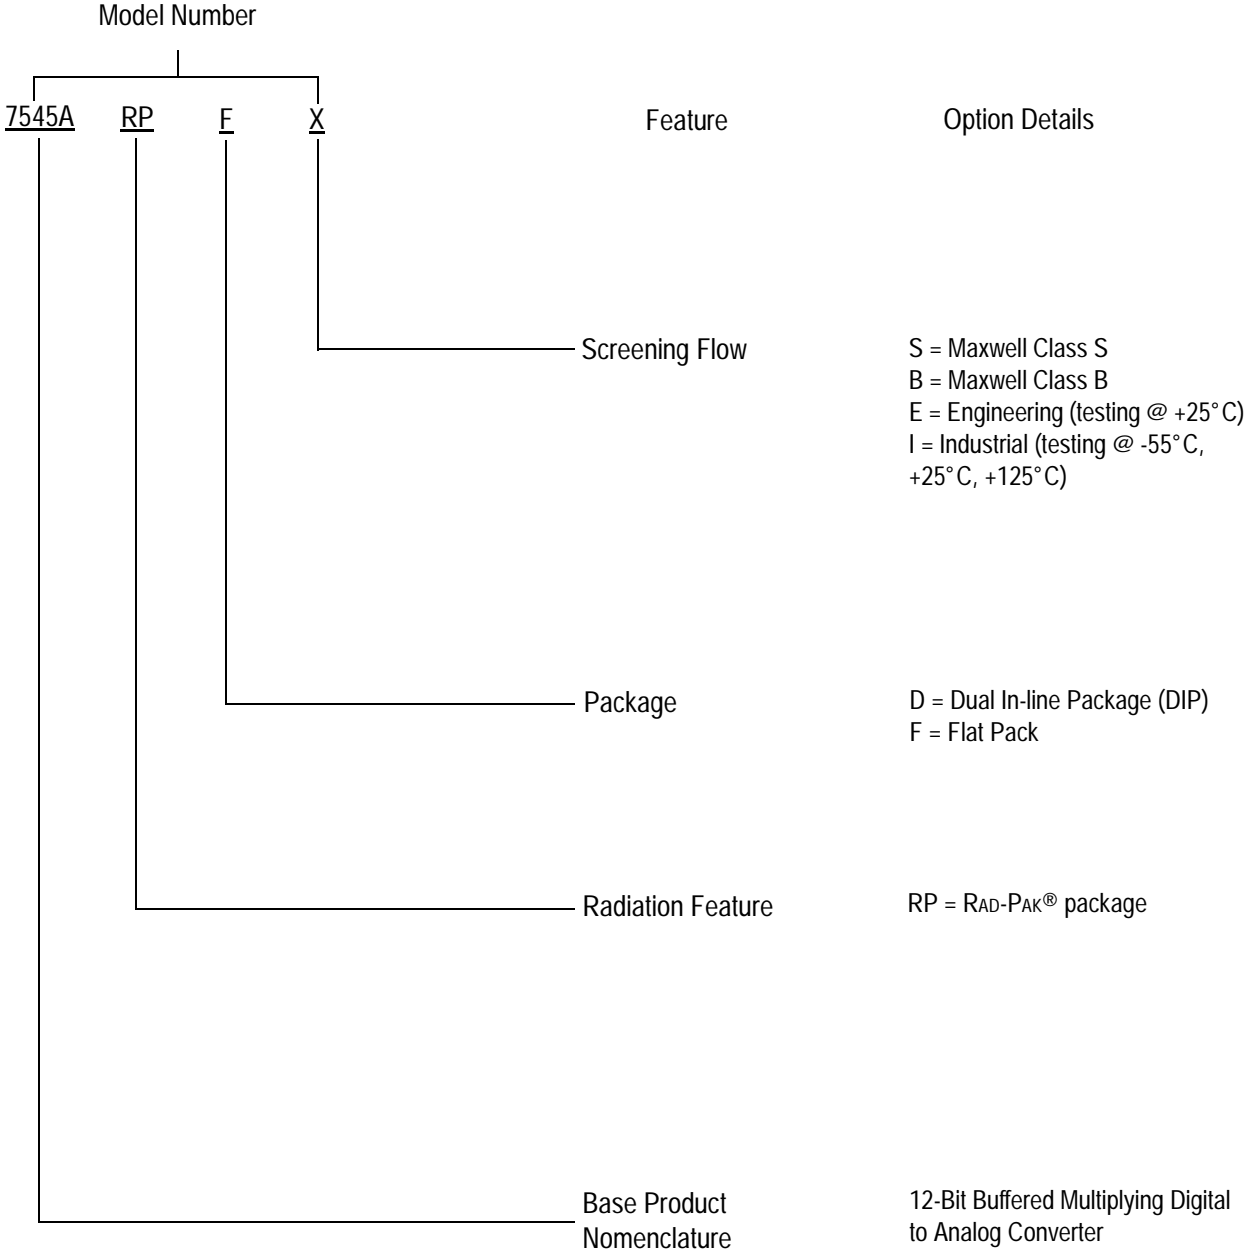 Model Number
7545A RP F X Feature Option Details
Screening Flow
S = Maxwell Class S
B = Maxwell Class B
E = Engineering (testing @ +25°C)
I = Industrial (testing @ -55°C,
+25°C, +125°C)
Package
D = Dual In-line Package (DIP)
F = Flat Pack
Radiation Feature
RP = RAD-PAK® package
Base Product
Nomenclature
12-Bit Buffered Multiplying Digital
to Analog Converter